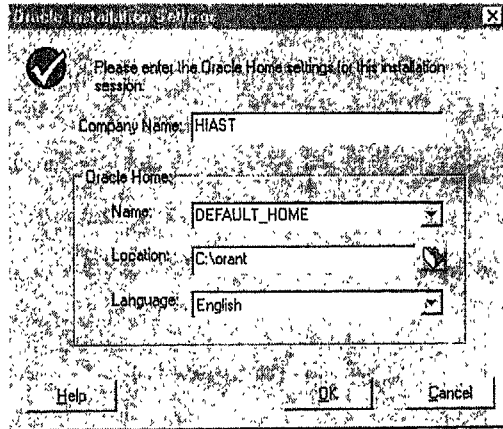 Oracle Installation Settings
Please enter the Oracle Home settings for this installation
session.
Company Name: HIAST
Oracle Home:
Name: DEFAULT_HOME
Location: C:\orant
Language: English
Help OK Cancel